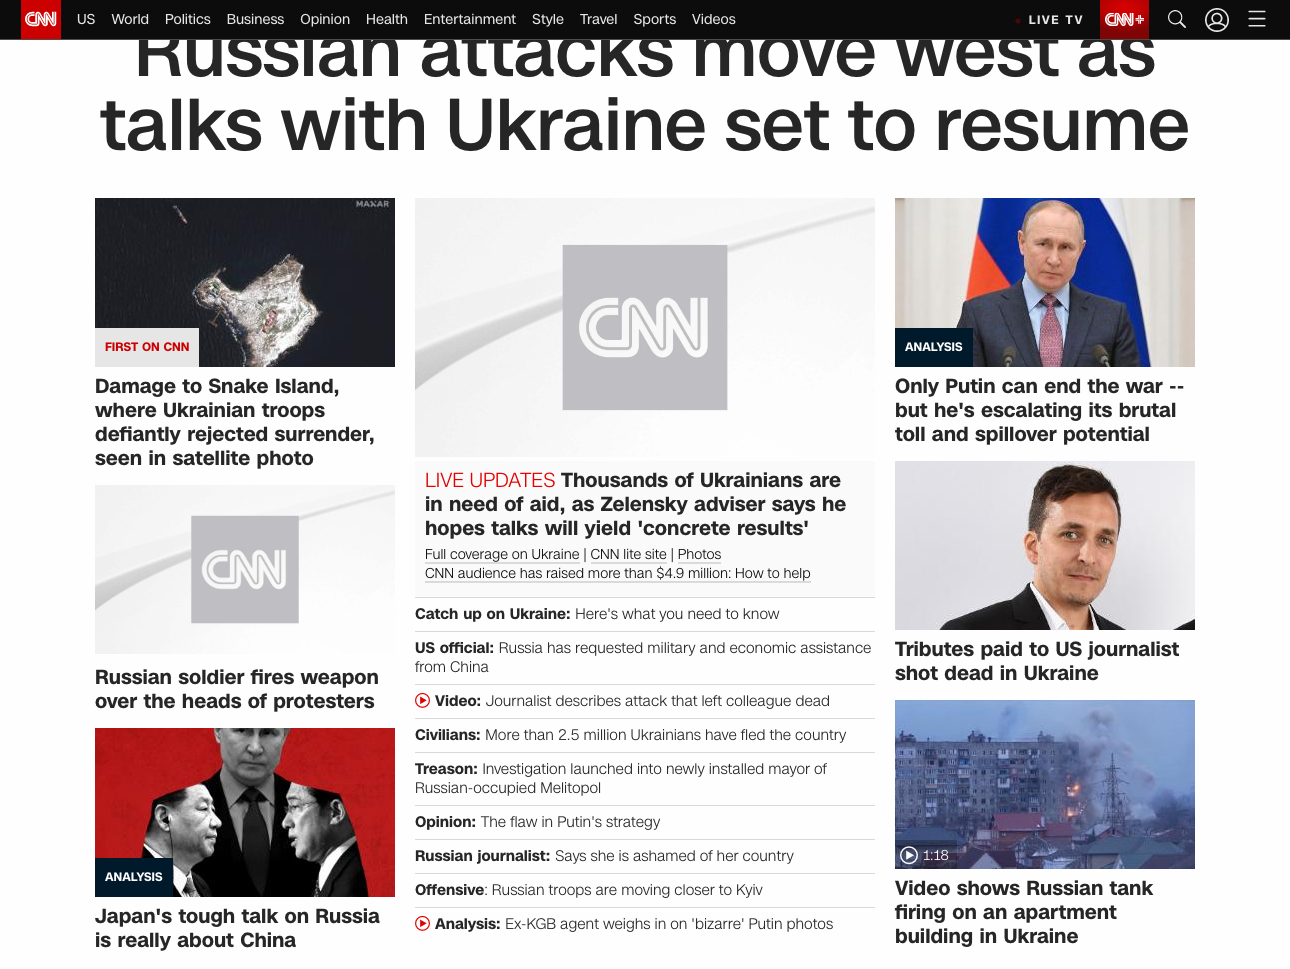 CNN US World Politics Business Opinion Health Entertainment Style Travel Sports Videos LIVE TV CNN+
Russian attacks move west as
talks with Ukraine set to resume
MAXAR
FIRST ON CNN
Damage to Snake Island,
where Ukrainian troops
defiantly rejected surrender,
seen in satellite photo
CNN
Russian soldier fires weapon
over the heads of protesters
ANALYSIS
Japan's tough talk on Russia
is really about China
CNN
LIVE UPDATES Thousands of Ukrainians are
in need of aid, as Zelensky adviser says he
hopes talks will yield 'concrete results'
Full coverage on Ukraine | CNN lite site | Photos
CNN audience has raised more than $4.9 million: How to help
Catch up on Ukraine: Here's what you need to know
US official: Russia has requested military and economic assistance
from China
Video: Journalist describes attack that left colleague dead
Civilians: More than 2.5 million Ukrainians have fled the country
Treason: Investigation launched into newly installed mayor of
Russian-occupied Melitopol
Opinion: The flaw in Putin's strategy
Russian journalist: Says she is ashamed of her country
Offensive: Russian troops are moving closer to Kyiv
Analysis: Ex-KGB agent weighs in on 'bizarre' Putin photos
ANALYSIS
Only Putin can end the war --
but he's escalating its brutal
toll and spillover potential
Tributes paid to US journalist
shot dead in Ukraine
1:18
Video shows Russian tank
firing on an apartment
building in Ukraine